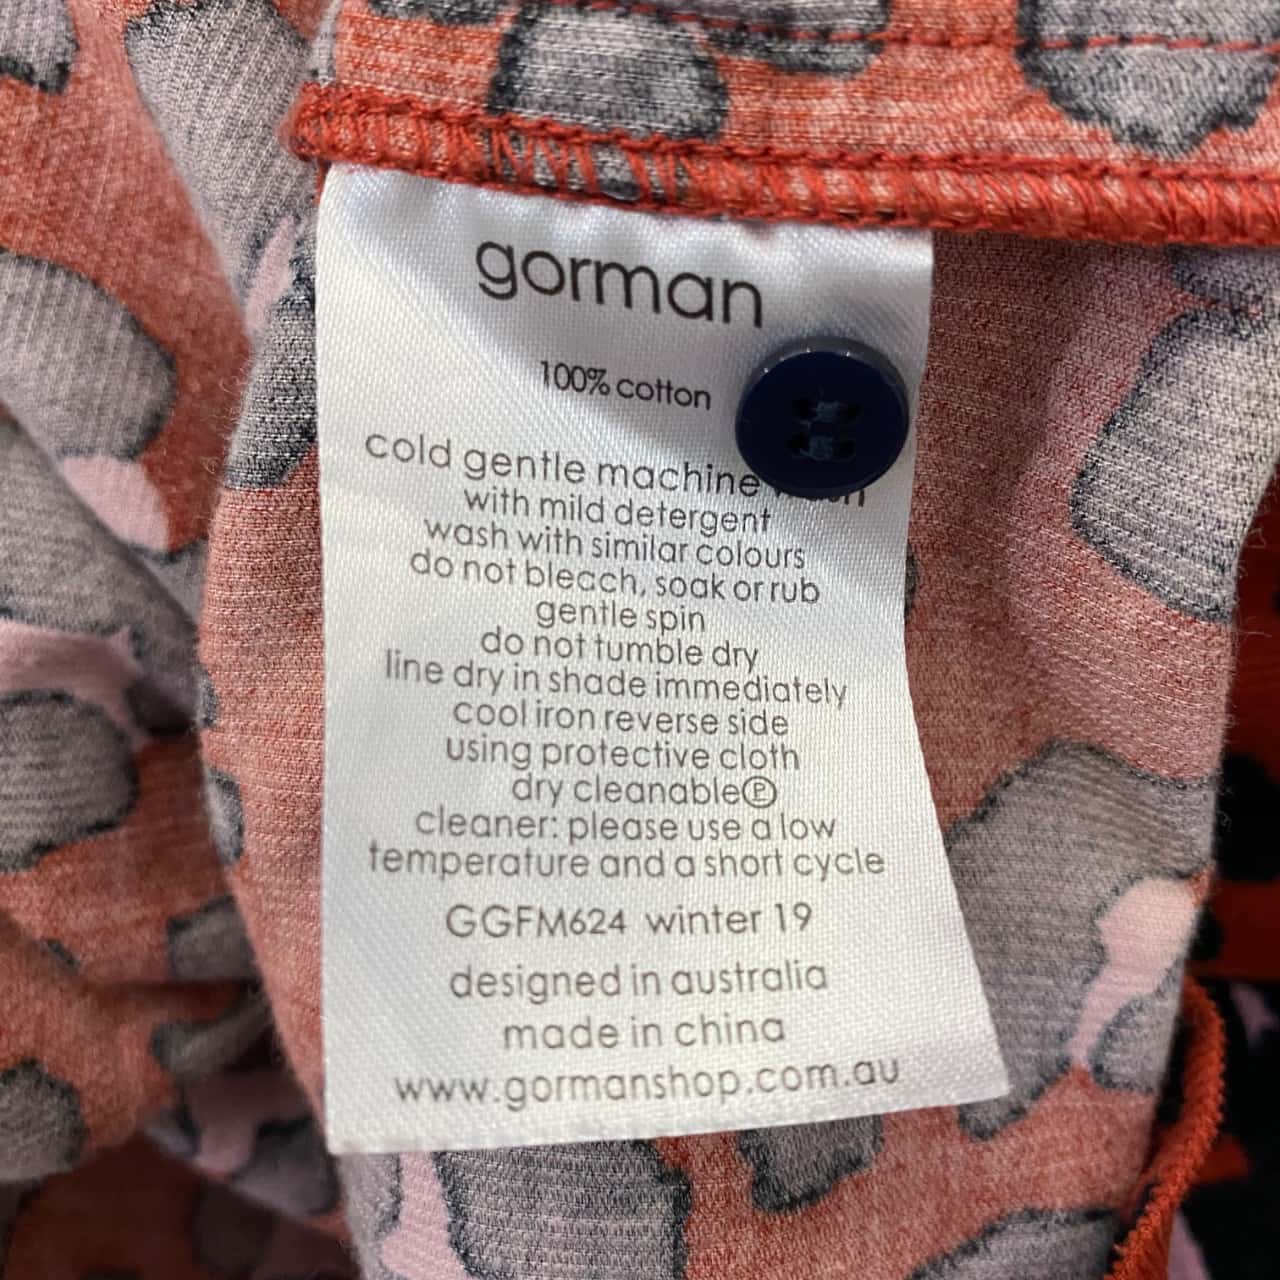 gorman
100% cotton
cold gentle machine
with mild detergent
wash with similar colours
do not bleach, soak or rub
gentle spin
do not tumble dry
line dry in shade immediately
cool iron reverse side
using protective cloth
dry cleanableⓅ
cleaner: please use a low
temperature and a short cycle
GGFM624 winter 19
designed in australia
made in china
www.gormanshop.com.au